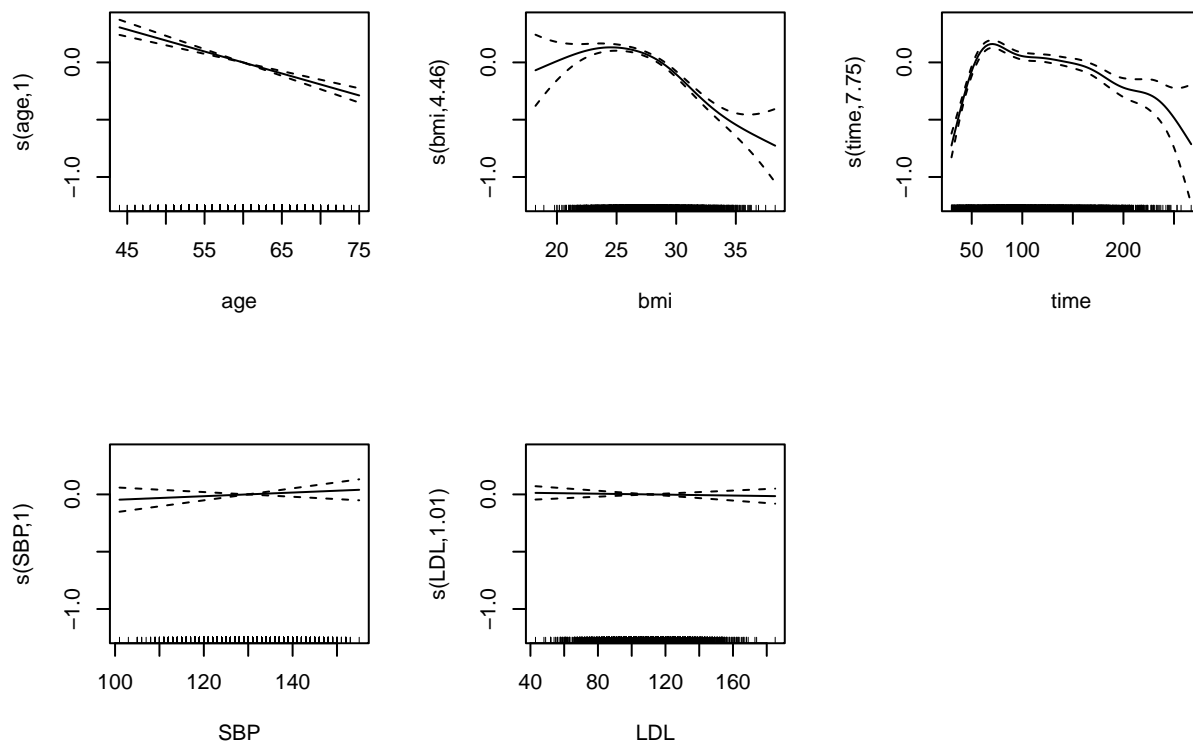 s(age,1)
−1.0
0.0
45 55 65 75
age
s(bmi,4.46)
−1.0
0.0
20 25 30 35
bmi
s(time,7.75)
−1.0
0.0
50 100 200
time
s(SBP,1)
−1.0
0.0
100 120 140
SBP
s(LDL,1.01)
−1.0
0.0
40 80 120 160
LDL